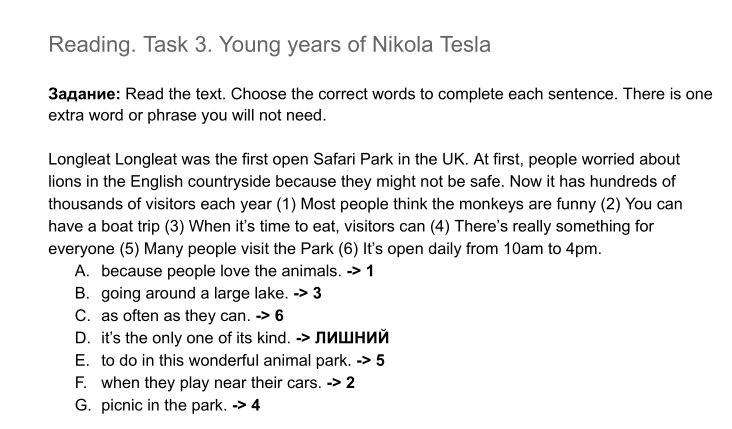 Reading. Task 3. Young years of Nikola Tesla
Задание: Read the text. Choose the correct words to complete each sentence. There is one
extra word or phrase you will not need.
Longleat Longleat was the first open Safari Park in the UK. At first, people worried about
lions in the English countryside because they might not be safe. Now it has hundreds of
thousands of visitors each year (1) Most people think the monkeys are funny (2) You can
have a boat trip (3) When it’s time to eat, visitors can (4) There’s really something for
everyone (5) Many people visit the Park (6) It’s open daily from 10am to 4pm.
A. because people love the animals. -> 1
B. going around a large lake. -> 3
C. as often as they can. -> 6
D. it’s the only one of its kind. -> ЛИШНИЙ
E. to do in this wonderful animal park. -> 5
F. when they play near their cars. -> 2
G. picnic in the park. -> 4